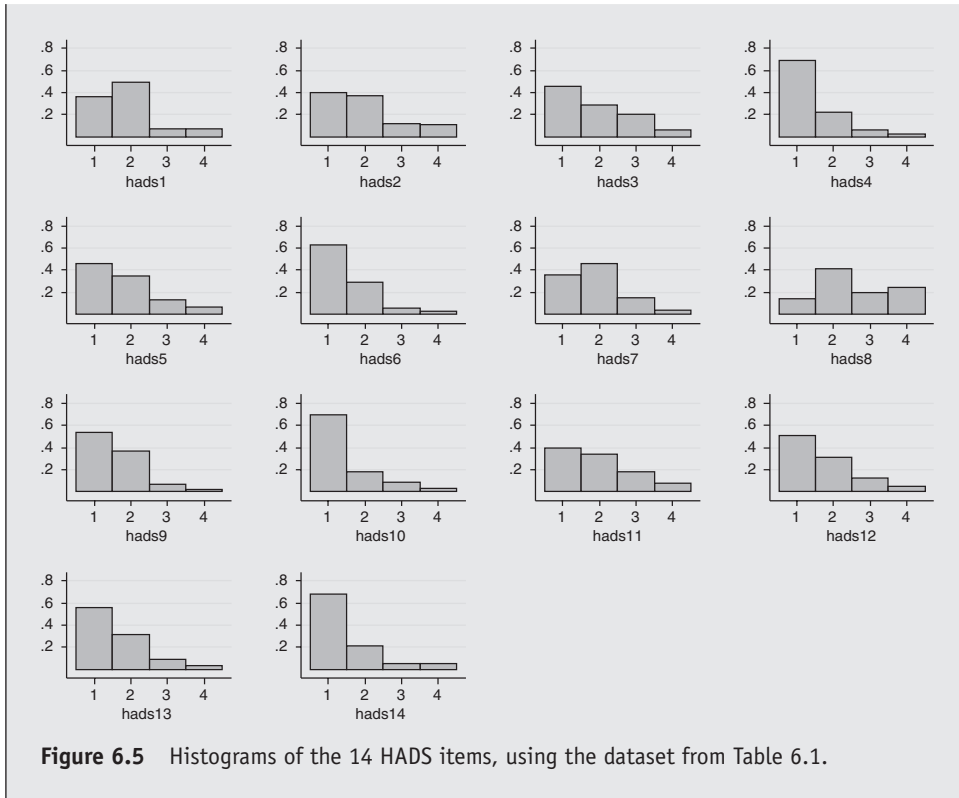 .8 .8 .8 .8
.6 .6 .6 .6
.4 .4 .4 .4
.2 .2 .2 .2
1 2 3 4 1 2 3 4 1 2 3 4 1 2 3 4
hads1 hads2 hads3 hads4
.8 .8 .8 .8
.6 .6 .6 .6
.4 .4 .4 .4
.2 .2 .2 .2
1 2 3 4 1 2 3 4 1 2 3 4 1 2 3 4
hads5 hads6 hads7 hads8
.8 .8 .8 .8
.6 .6 .6 .6
.4 .4 .4 .4
.2 .2 .2 .2
1 2 3 4 1 2 3 4 1 2 3 4 1 2 3 4
hads9 hads10 hads11 hads12
.8 .8
.6 .6
.4 .4
.2 .2
1 2 3 4 1 2 3 4
hads13 hads14
Figure 6.5 Histograms of the 14 HADS items, using the dataset from Table 6.1.